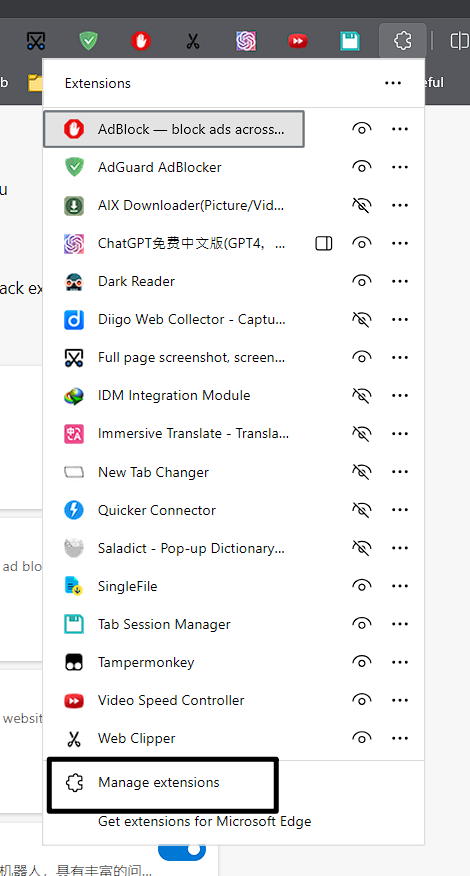 b
eful
Extensions
AdBlock — block ads across...
u
AdGuard AdBlocker
AIX Downloader(Picture/Vid...
ChatGPT免费中文版(GPT4, ...
Dark Reader
ack ex
Diigo Web Collector - Captu...
Full page screenshot, screen...
IDM Integration Module
Immersive Translate - Transla...
New Tab Changer
Quicker Connector
Saladict - Pop-up Dictionary...
ad blo
SingleFile
Tab Session Manager
Tampermonkey
Video Speed Controller
website
Web Clipper
Manage extensions
Get extensions for Microsoft Edge
机器人，具有丰富的问...